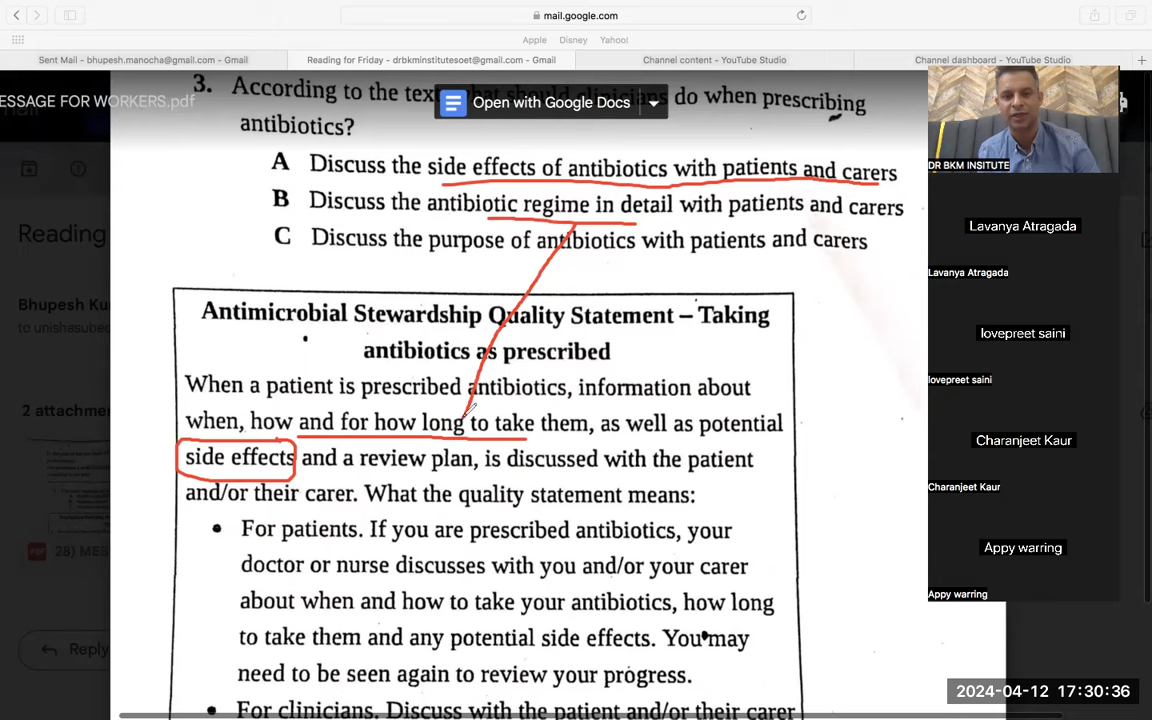 mail.google.com
Apple Disney Yahoo!
Sent Mail - bhupesh.manocha@gmail.com - Gmail
Reading for Friday - drbkminstitutesoet@gmail.com - Gmail
Channel content - YouTube Studio
Channel dashboard - YouTube Studio
ESSAGE FOR WORKERS.pdf
Open with Google Docs
3. According to the text clinicians do when prescribing
antibiotics?
A Discuss the side effects of antibiotics with patients and carers
B Discuss the antibiotic regime in detail with patients and carers
C Discuss the purpose of antibiotics with patients and carers
Antimicrobial Stewardship Quality Statement – Taking
antibiotics as prescribed
When a patient is prescribed antibiotics, information about
when, how and for how long to take them, as well as potential
side effects and a review plan, is discussed with the patient
and/or their carer. What the quality statement means:
• For patients. If you are prescribed antibiotics, your
doctor or nurse discusses with you and/or your carer
about when and how to take your antibiotics, how long
to take them and any potential side effects. You may
need to be seen again to review your progress.
• For clinicians. Discuss with the patient and/or their carer
Reading
Bhupesh Ku
to unishasubed
2 attachme
PDF 28) MES
Reply
DR BKM INSITUTE
Lavanya Atragada
Lavanya Atragada
lovepreet saini
lovepreet saini
Charanjeet Kaur
Charanjeet Kaur
Appy warring
Appy warring
2024-04-12 17:30:36